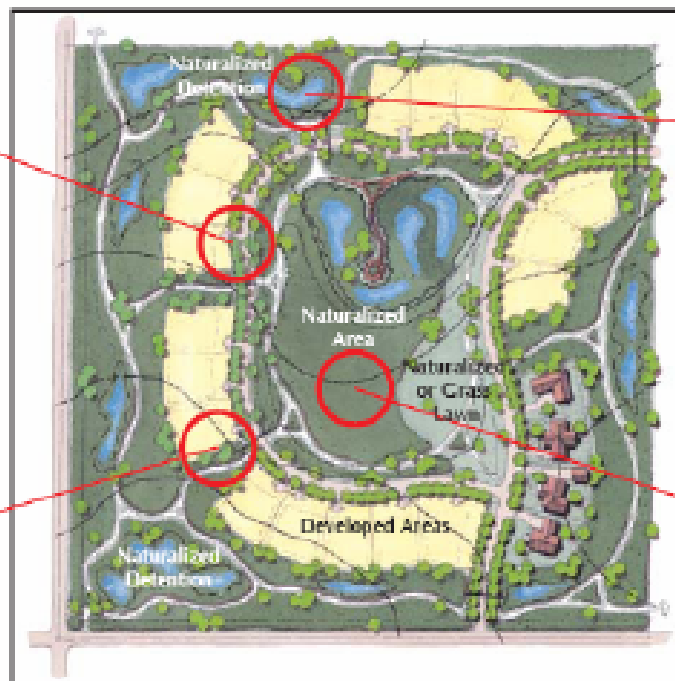 Naturalized
Detention
Naturalized
Area
Naturalized
or Grass
Lawn
Developed Areas
Naturalized
Detention